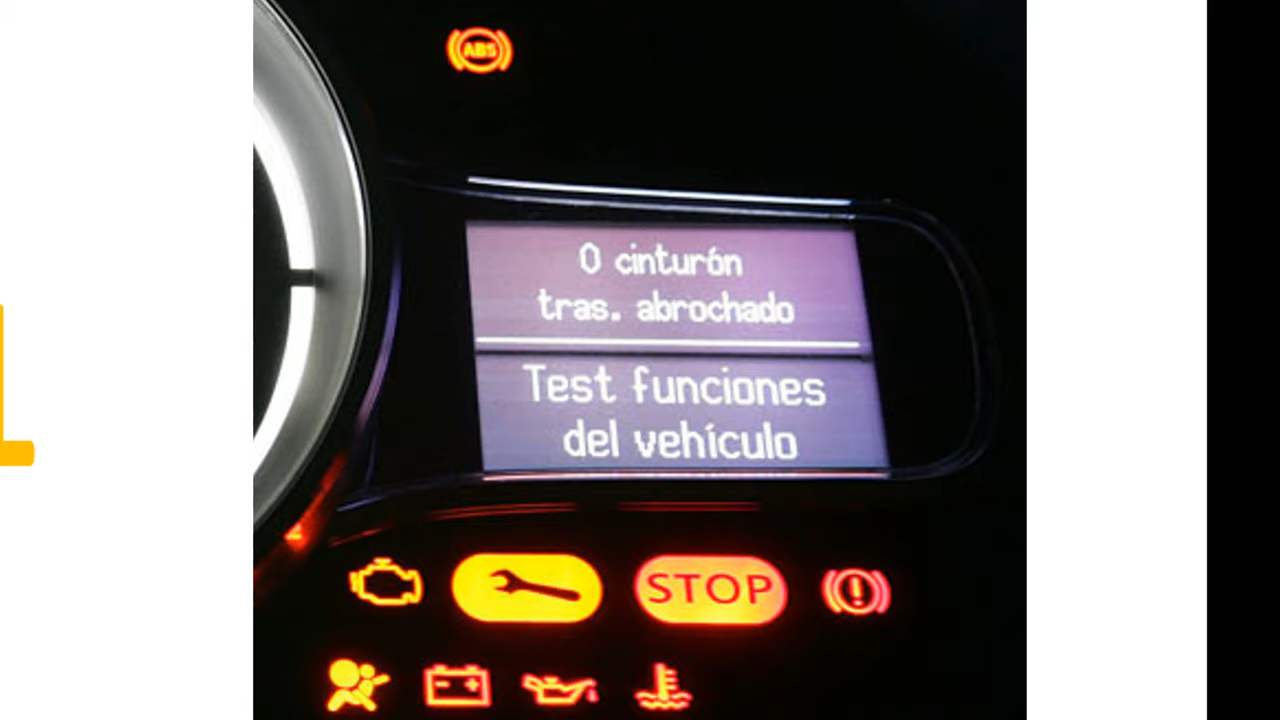 ABS
0 cinturón
tras. abrochado
Test funciones
del vehículo
STOP